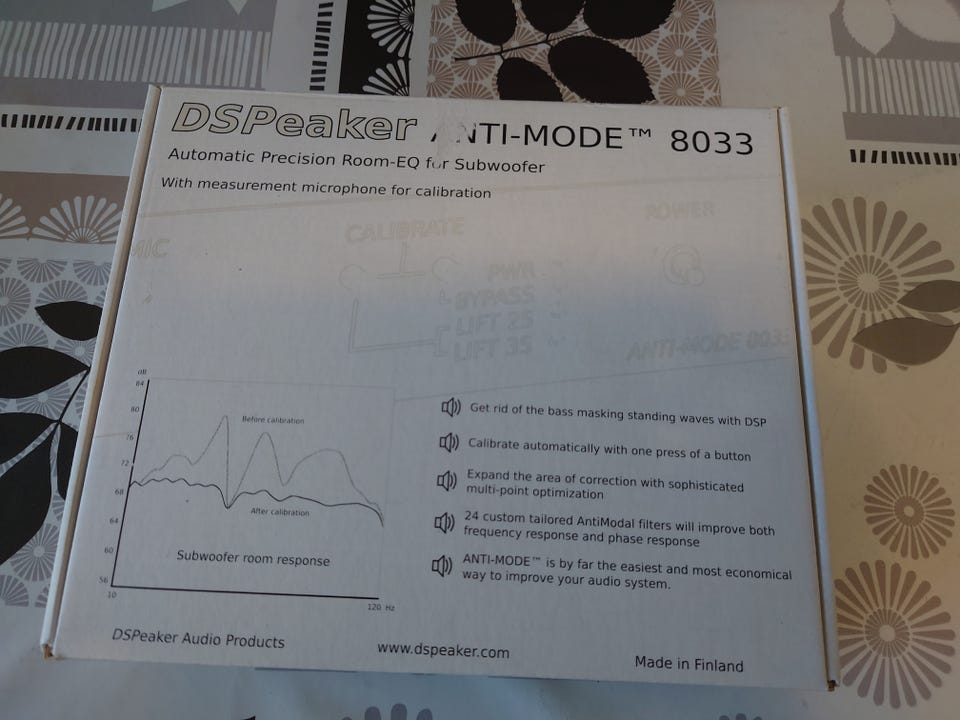 DSPeaker ANTI-MODE™ 8033
Automatic Precision Room-EQ for Subwoofer
With measurement microphone for calibration
MIC
CALIBRATE
POWER
PWR
BYPASS
LIFT 25
LIFT 35
ANTI-MODE 8033
dB
84
80
76
72
68
64
60
56
10
120 Hz
Before calibration
After calibration
Subwoofer room response
Get rid of the bass masking standing waves with DSP
Calibrate automatically with one press of a button
Expand the area of correction with sophisticated
multi-point optimization
24 custom tailored AntiModal filters will improve both
frequency response and phase response
ANTI-MODE™ is by far the easiest and most economical
way to improve your audio system.
DSPeaker Audio Products
www.dspeaker.com
Made in Finland